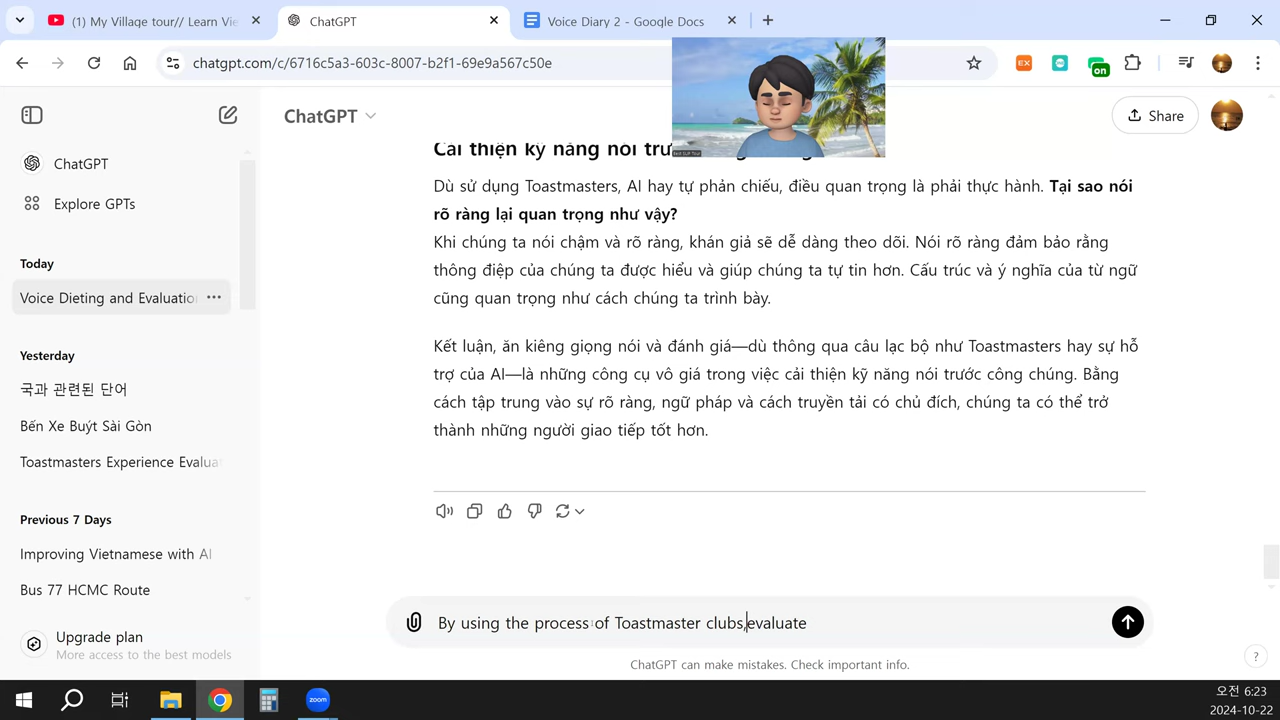 (1) My Village tour// Learn Vie
ChatGPT
Voice Diary 2 - Google Docs
chatgpt.com/c/6716c5a3-603c-8007-b2f1-69e9a567c50e
EX
on
ChatGPT
Share
ChatGPT
Explore GPTs
Today
Voice Dieting and Evaluatio
Yesterday
국과 관련된 단어
Bến Xe Buýt Sài Gòn
Toastmasters Experience Evalua
Previous 7 Days
Improving Vietnamese with AI
Bus 77 HCMC Route
Upgrade plan
More access to the best models
Cải thiện kỹ năng nói
Dù sử dụng Toastmasters, AI hay tự phản chiếu, điều quan trọng là phải thực hành. Tại sao nói
rõ ràng lại quan trọng như vậy?
Khi chúng ta nói chậm và rõ ràng, khán giả sẽ dễ dàng theo dõi. Nói rõ ràng đảm bảo rằng
thông điệp của chúng ta được hiểu và giúp chúng ta tự tin hơn. Cấu trúc và ý nghĩa của từ ngữ
cũng quan trọng như cách chúng ta trình bày.
Kết luận, ăn kiêng giọng nói và đánh giá—dù thông qua câu lạc bộ như Toastmasters hay sự hỗ
trợ của AI—là những công cụ vô giá trong việc cải thiện kỹ năng nói trước công chúng. Bằng
cách tập trung vào sự rõ ràng, ngữ pháp và cách truyền tải có chủ đích, chúng ta có thể trở
thành những người giao tiếp tốt hơn.
By using the process of Toastmaster clubs,evaluate
ChatGPT can make mistakes. Check important info.
?
zoom
오전 6:23
2024-10-22